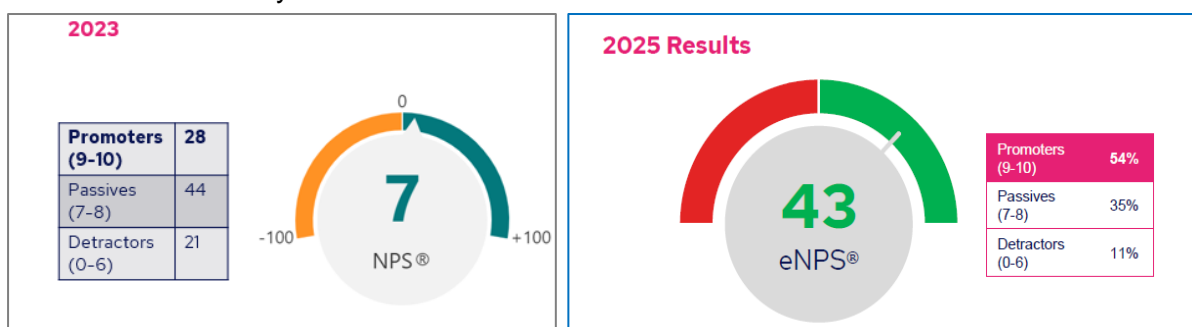 2023
Promoters 28
(9-10)
Passives 44
(7-8)
Detractors 21
(0-6)
0
-100
+100
7
NPS®
2025 Results
43
eNPS®
Promoters 54%
(9-10)
Passives 35%
(7-8)
Detractors 11%
(0-6)